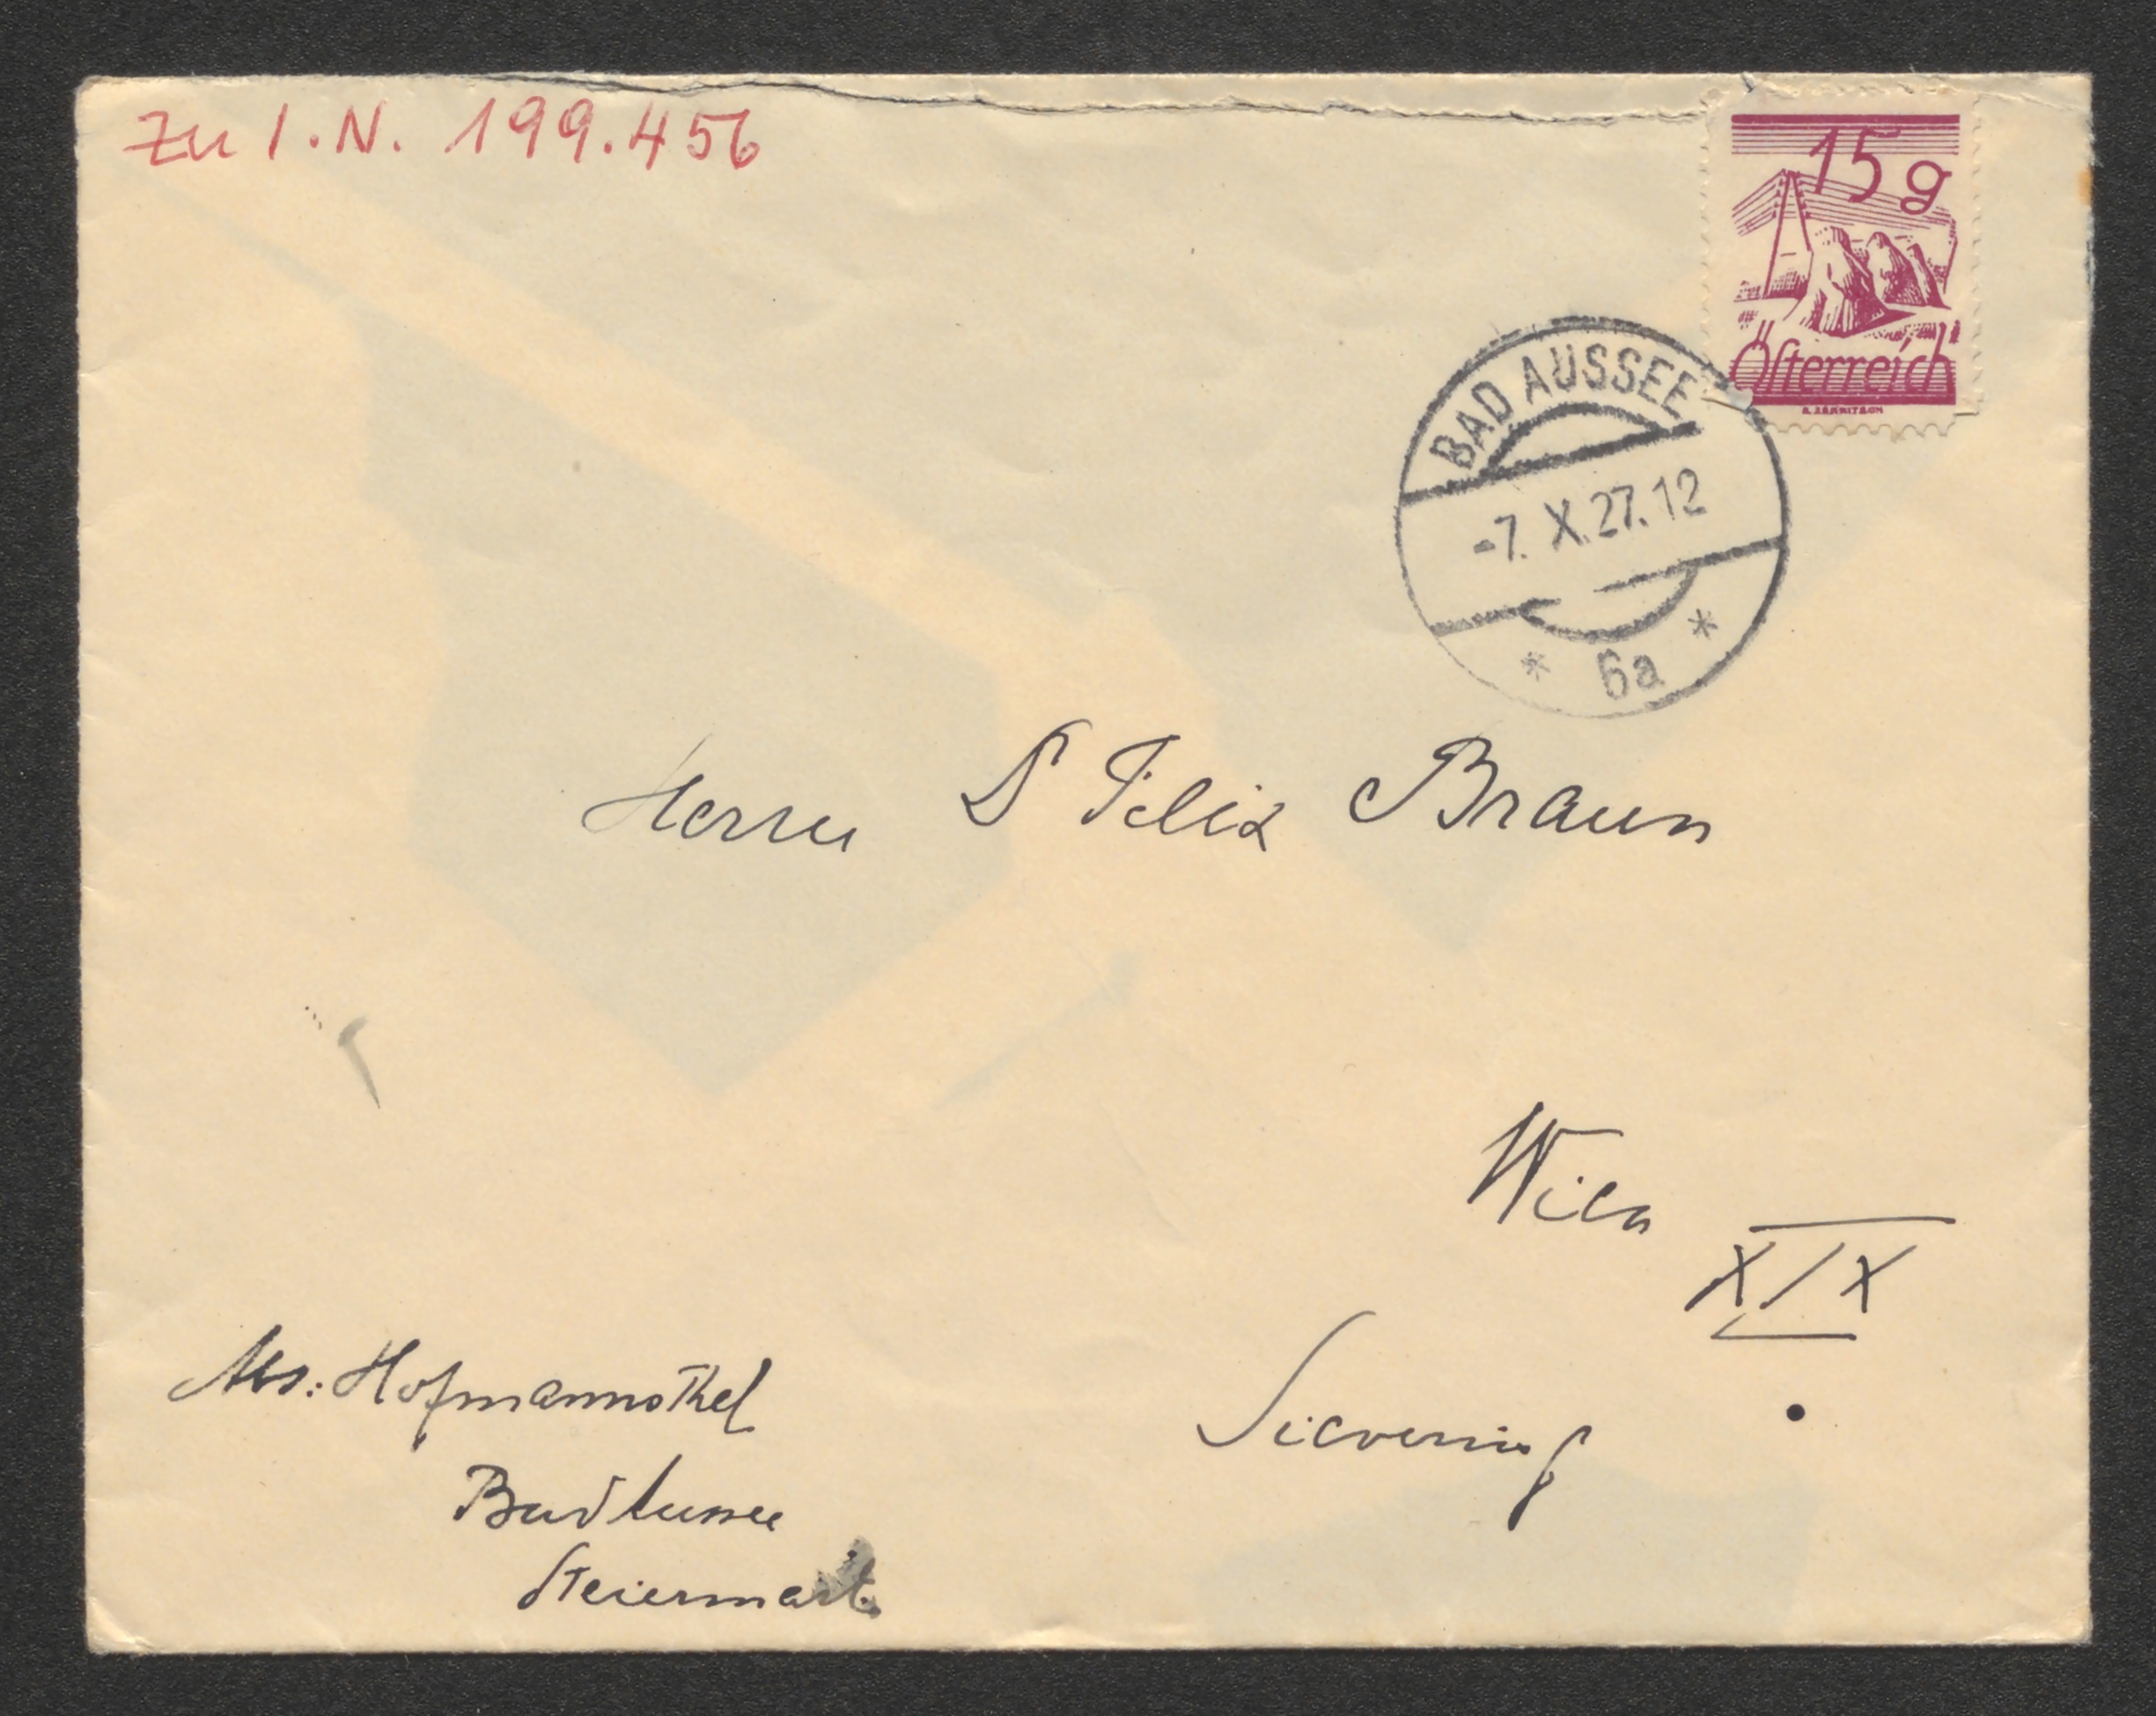 Zu I.N. 199.456
15 g
Österreich
BAD AUSSEE
-7. X. 27. 12
* 6a *
Herrn Dr Felix Braun
Wien
XIX
Sievering
Abs: Hofmannsthal
Bad Aussee
Steiermark.